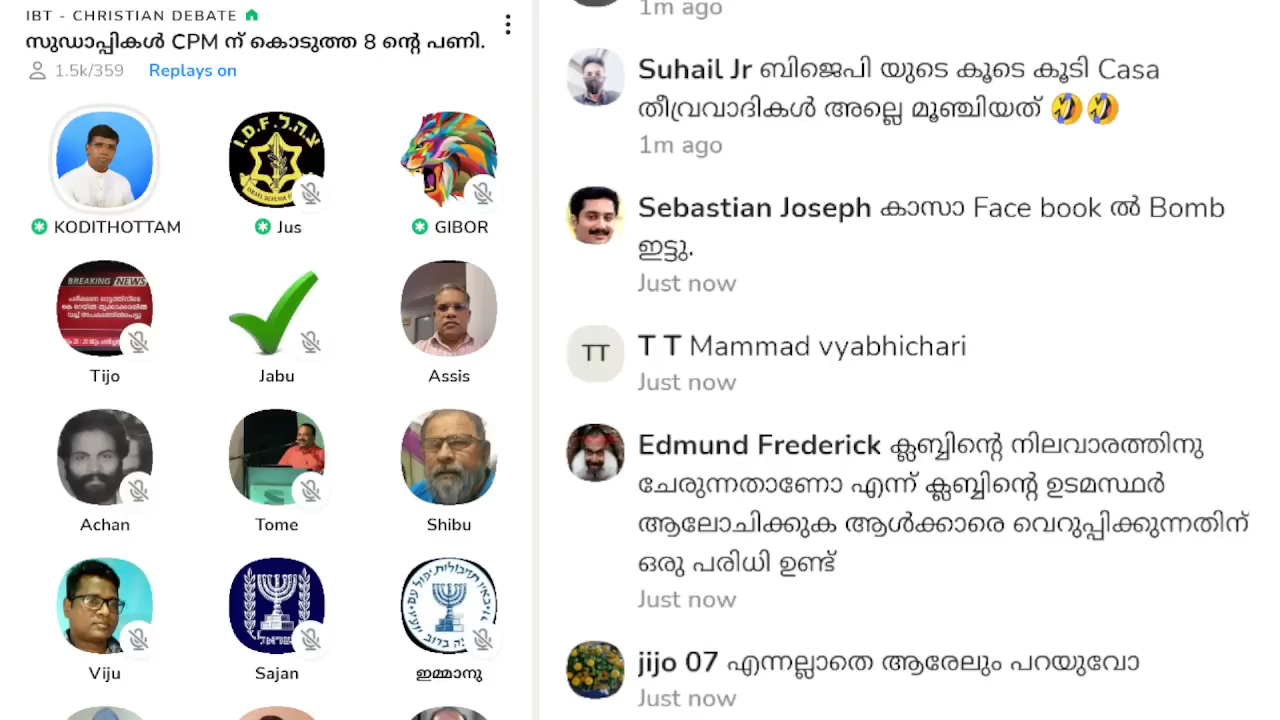 IBT - CHRISTIAN DEBATE
സുഡാപ്പികൾ CPM ന് കൊടുത്ത 8 ന്റെ പണി.
1.5k/359 Replays on
KODITHOTTAM
Jus
GIBOR
BREAKING NEWS
Tijo
Jabu
Assis
Achan
Tome
Shibu
Viju
Sajan
ഇമ്മാനു
1m ago
Suhail Jr ബിജെപി യുടെ കൂടെ കൂടി Casa
തീവ്രവാദികൾ അല്ലെ മൂഞ്ചിയത് 🤣🤣
1m ago
Sebastian Joseph കാസാ Face book ൽ Bomb
ഇട്ടു.
Just now
TT
T T Mammad vyabhichari
Just now
Edmund Frederick ക്ലബ്ബിന്റെ നിലവാരത്തിനു
ചേരുന്നതാണോ എന്ന് ക്ലബ്ബിന്റെ ഉടമസ്ഥർ
ആലോചിക്കുക ആൾക്കാരെ വെറുപ്പിക്കുന്നതിന്
ഒരു പരിധി ഉണ്ട്
Just now
jijo 07 എന്നല്ലാതെ ആരേലും പറയുവോ
Just now